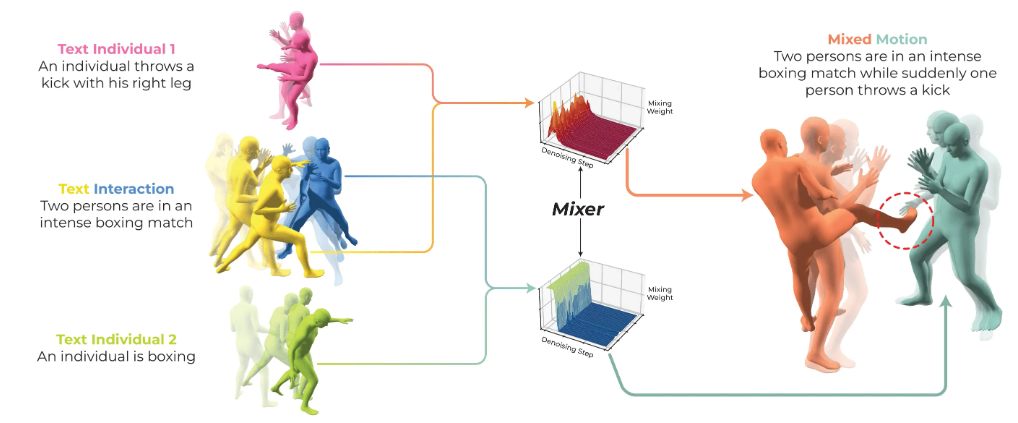 Text Individual 1
An individual throws a
kick with his right leg
Text Interaction
Two persons are in an
intense boxing match
Text Individual 2
An individual is boxing
Mixing
Weight
Denoising Step
Mixer
Mixing
Weight
Denoising Step
Mixed Motion
Two persons are in an intense
boxing match while suddenly one
person throws a kick